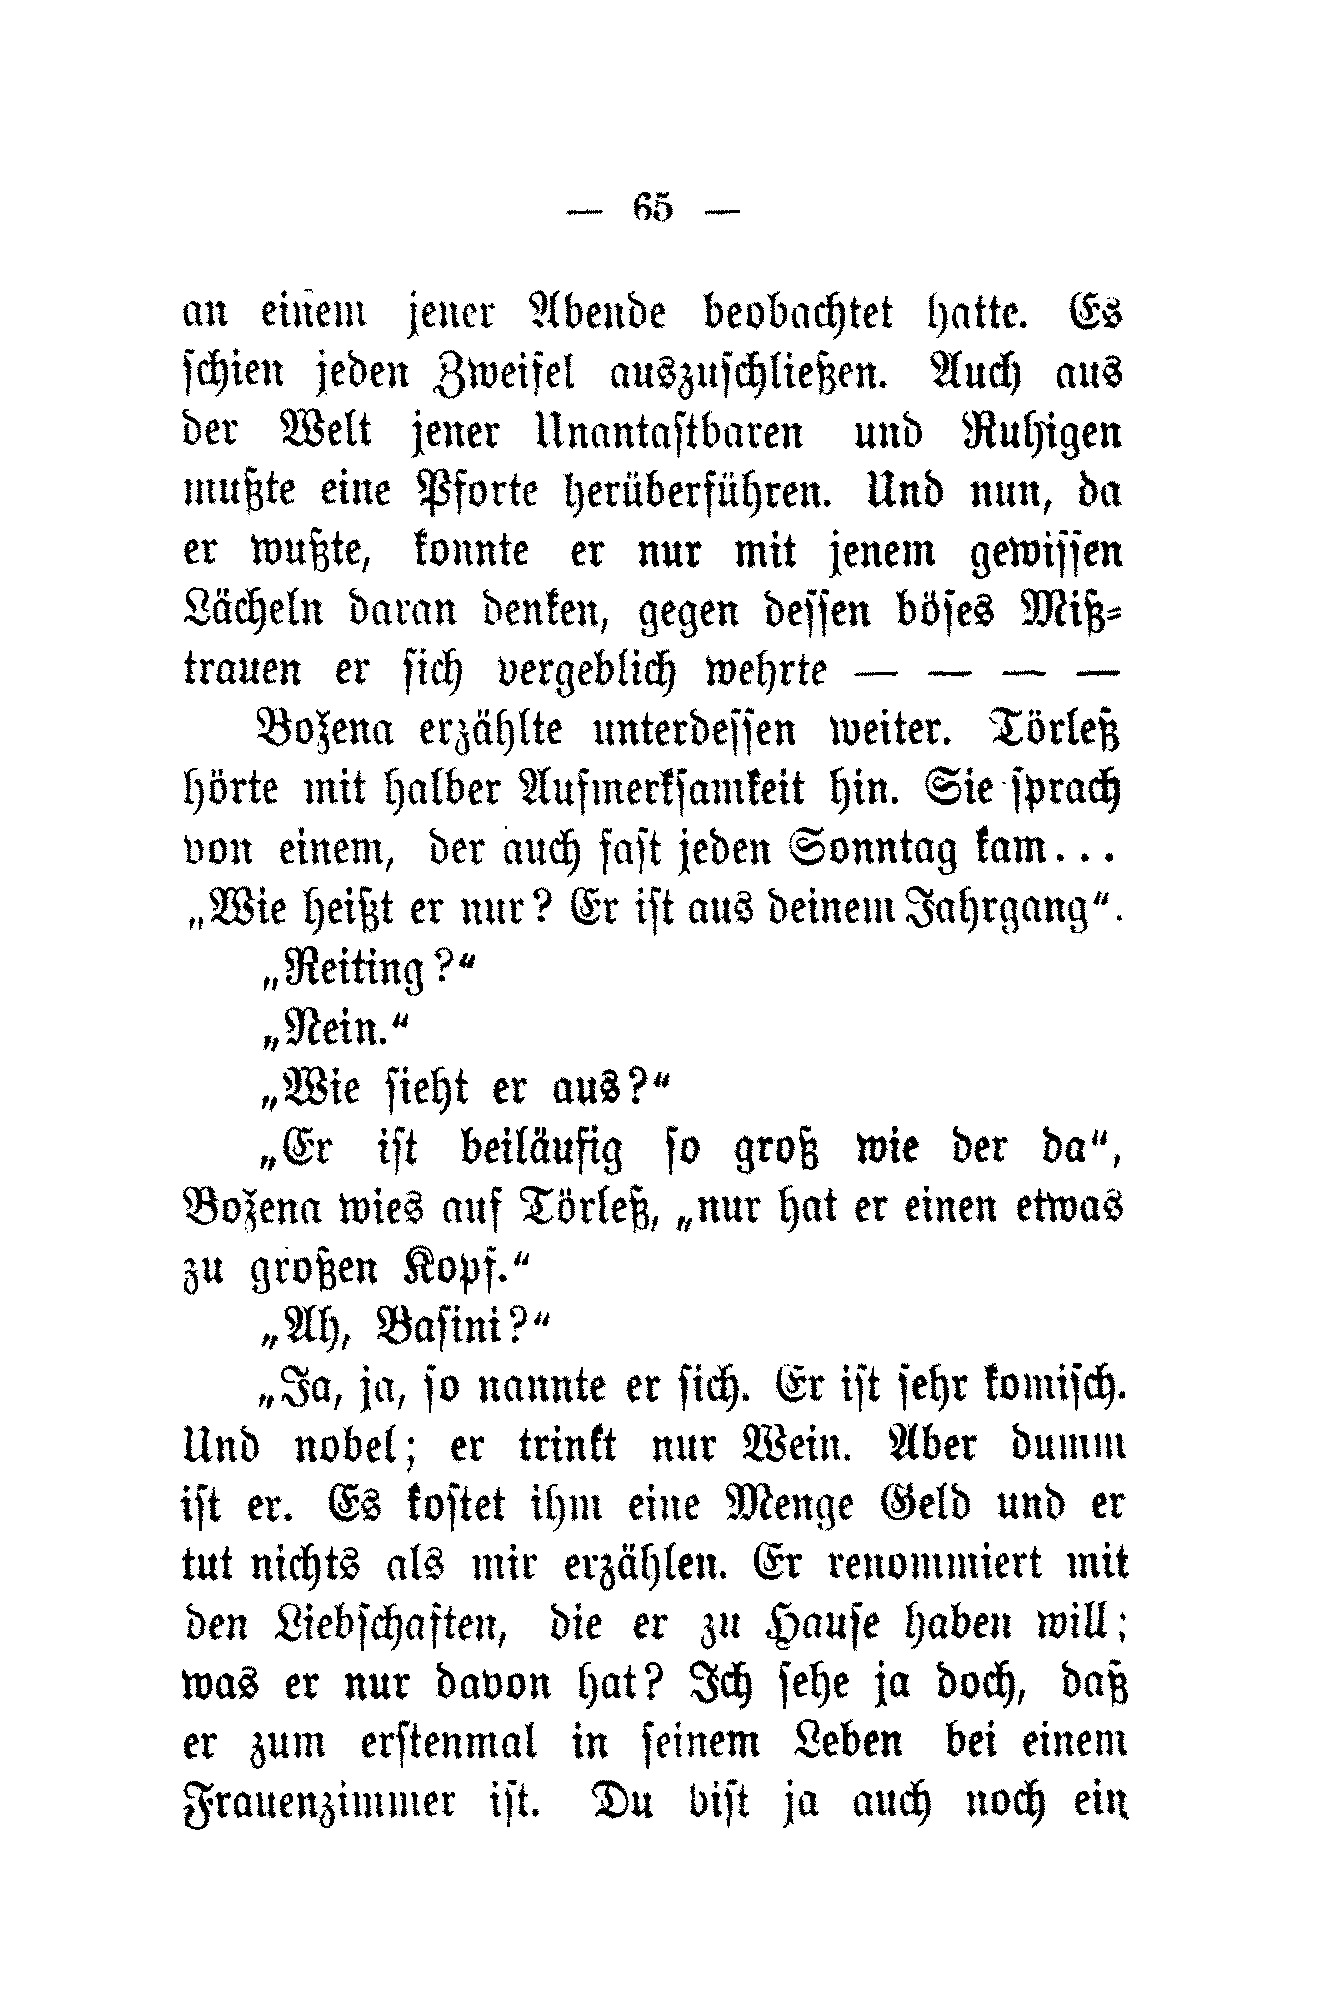 — 65 —
an einem jener Abende beobachtet hatte. Es
schien jeden Zweifel auszuschließen. Auch aus
der Welt jener Unantastbaren und Ruhigen
mußte eine Pforte herüberführen. Und nun, da
er wußte, konnte er nur mit jenem gewissen
Lächeln daran denken, gegen dessen böses Miß-
trauen er sich vergeblich wehrte — — — —
Božena erzählte unterdessen weiter. Törleß
hörte mit halber Aufmerksamkeit hin. Sie sprach
von einem, der auch fast jeden Sonntag kam...
„Wie heißt er nur? Er ist aus deinem Jahrgang“.
„Reiting?“
„Nein.“
„Wie sieht er aus?“
„Er ist beiläufig so groß wie der da“,
Božena wies auf Törleß, „nur hat er einen etwas
zu großen Kopf.“
„Ah, Basini?“
„Ja, ja, so nannte er sich. Er ist sehr komisch.
Und nobel; er trinkt nur Wein. Aber dumm
ist er. Es kostet ihm eine Menge Geld und er
tut nichts als mir erzählen. Er renommiert mit
den Liebschaften, die er zu Hause haben will;
was er nur davon hat? Ich sehe ja doch, daß
er zum erstenmal in seinem Leben bei einem
Frauenzimmer ist. Du bist ja auch noch ein